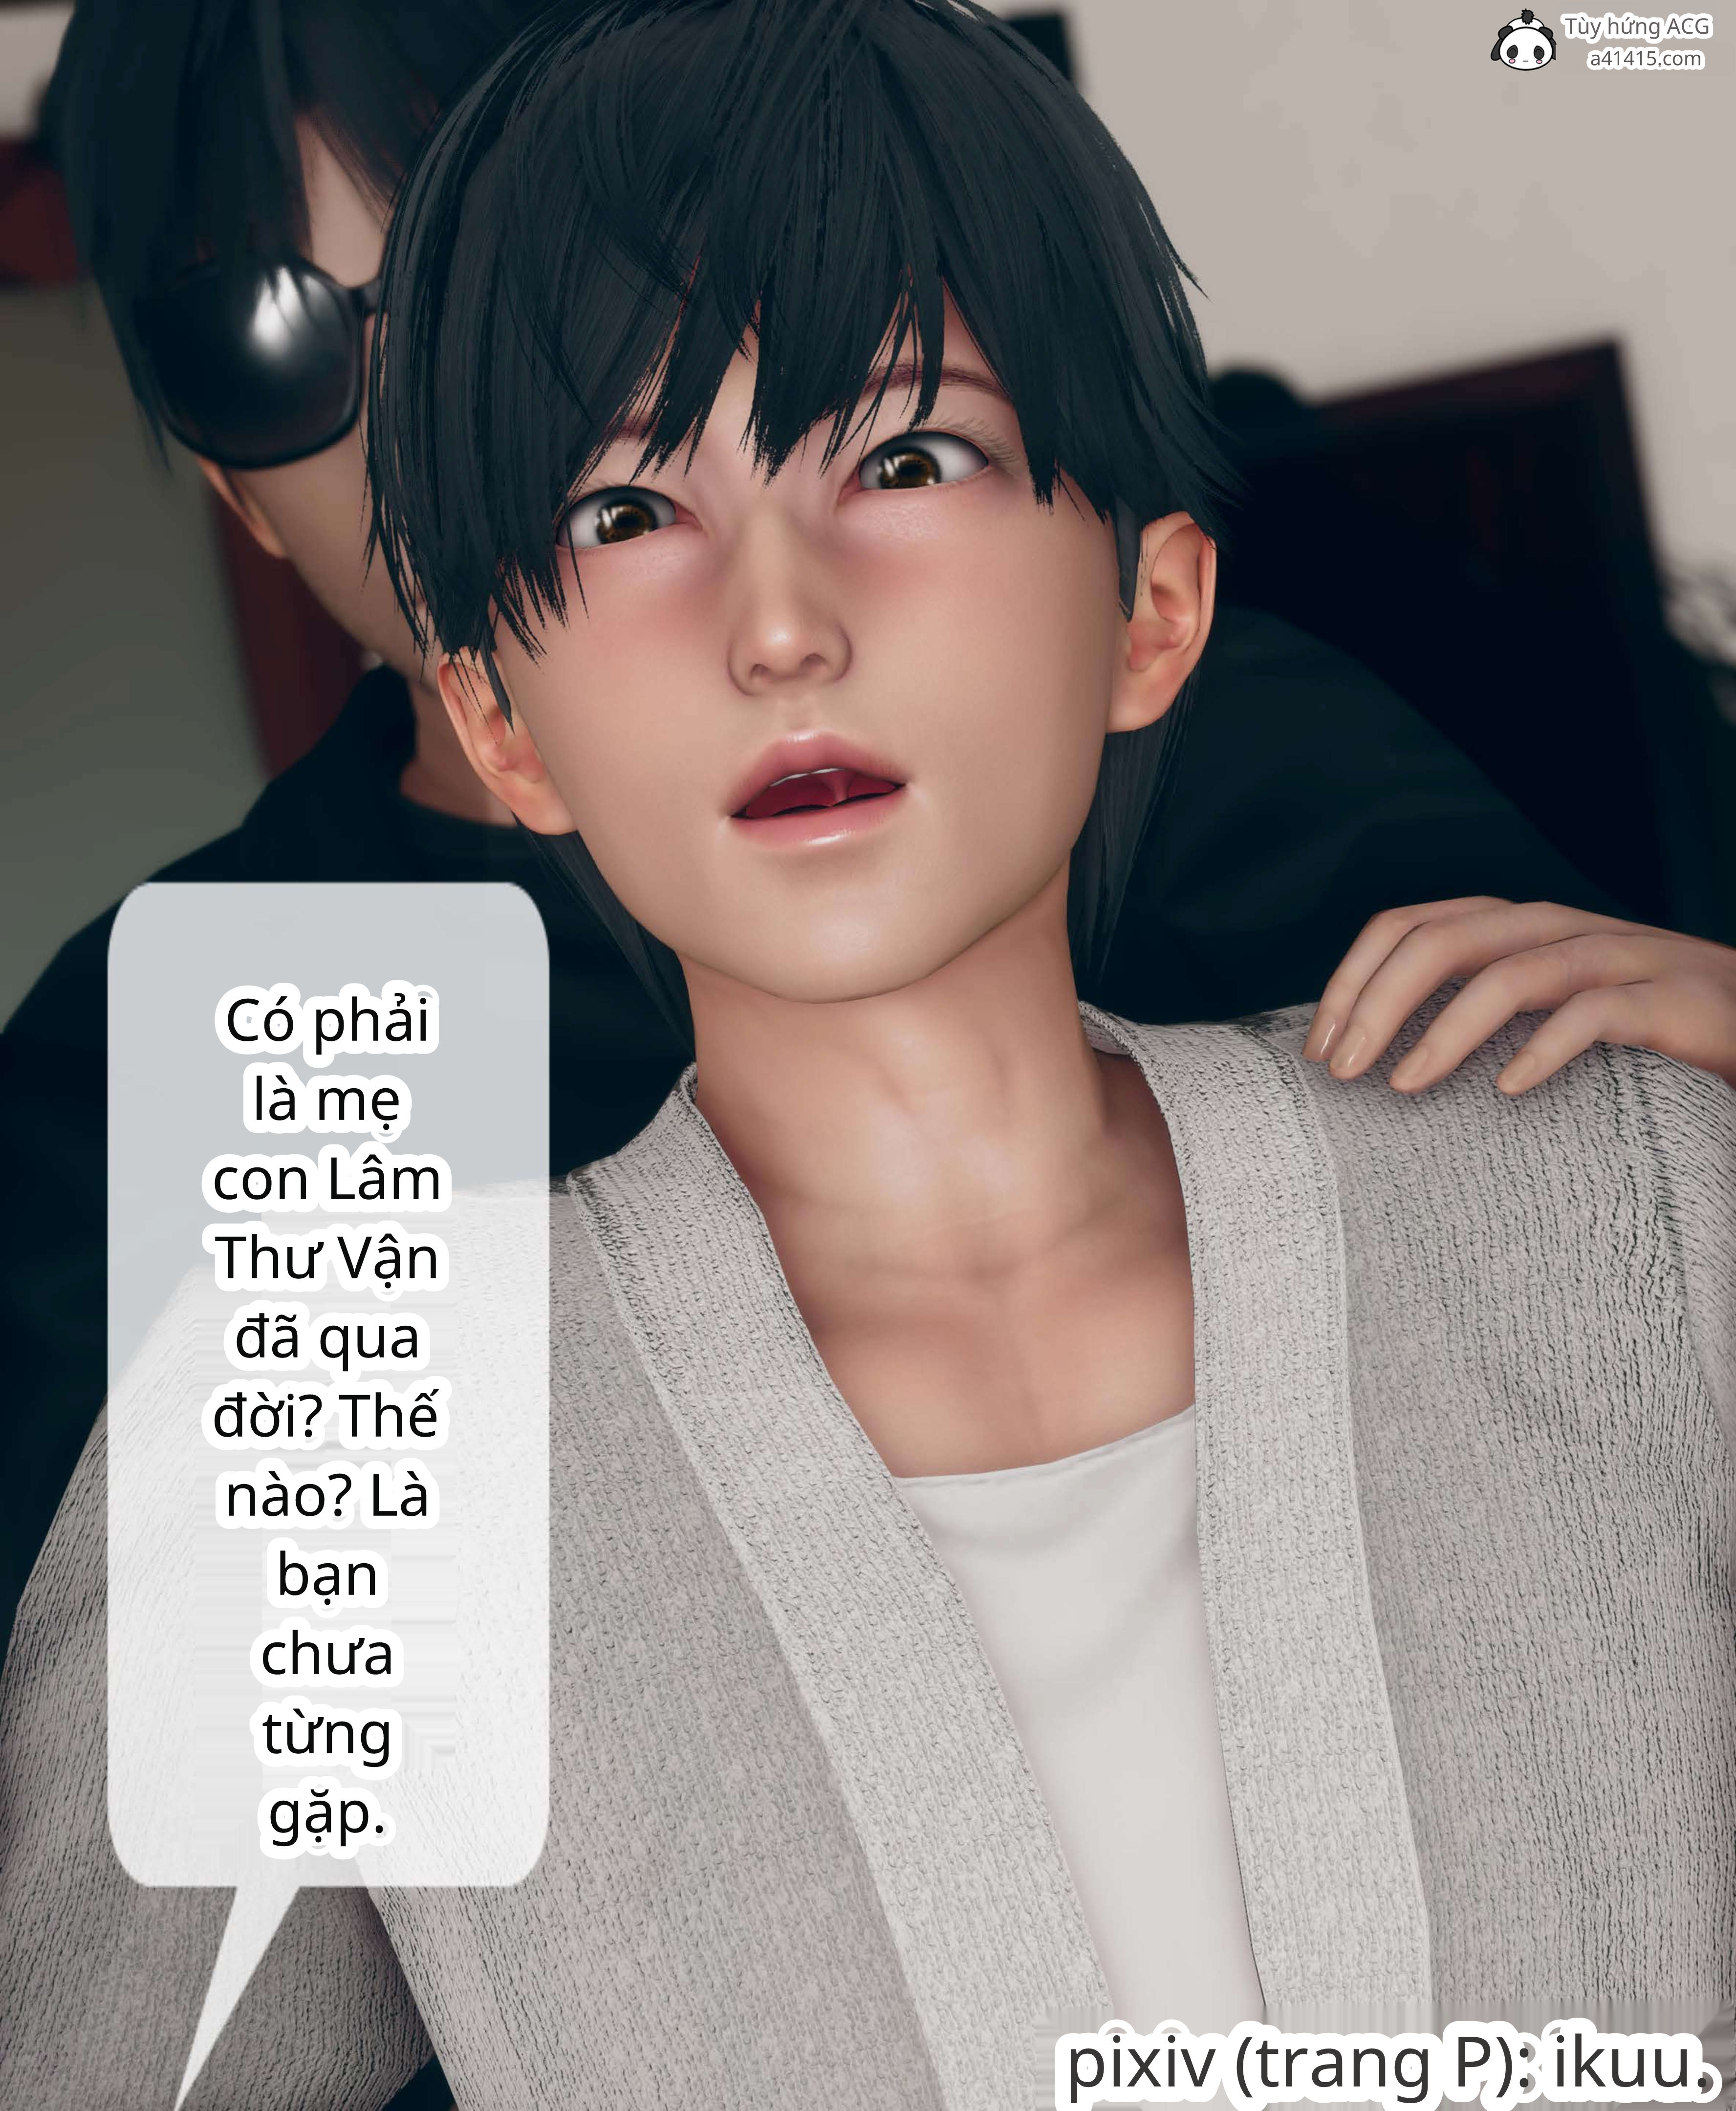 Tùy hứng ACG
a41415.com
Có phải
là mẹ
con Lâm
Thư Vận
đã qua
đời? Thế
nào? Là
bạn
chưa
từng
gặp.
pixiv (trang P): ikuu.